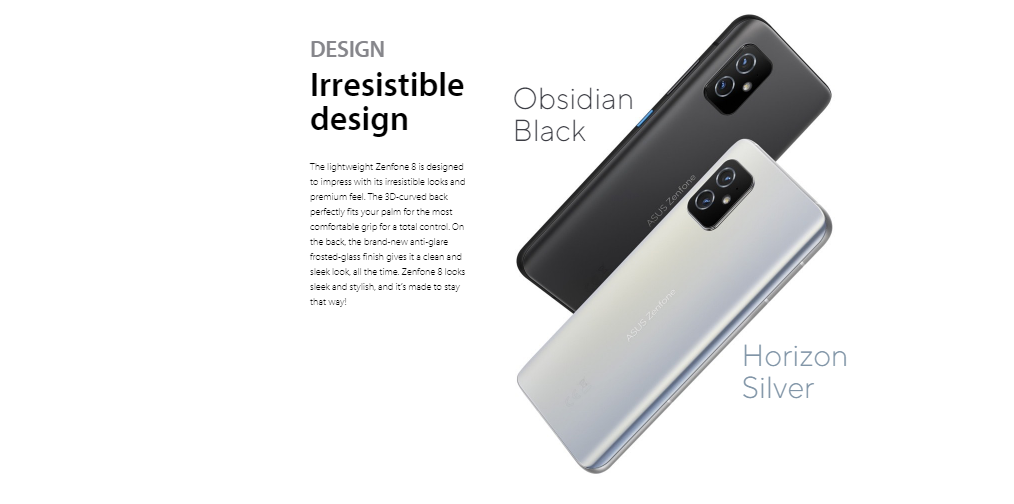 DESIGN
Irresistible
design
The lightweight Zenfone 8 is designed
to impress with its irresistible looks and
premium feel. The 3D-curved back
perfectly fits your palm for the most
comfortable grip for a total control. On
the back, the brand-new anti-glare
frosted-glass finish gives it a clean and
sleek look, all the time. Zenfone 8 looks
sleek and stylish, and it's made to stay
that way!
Obsidian
Black
ASUS Zenfone
ASUS Zenfone
Horizon
Silver